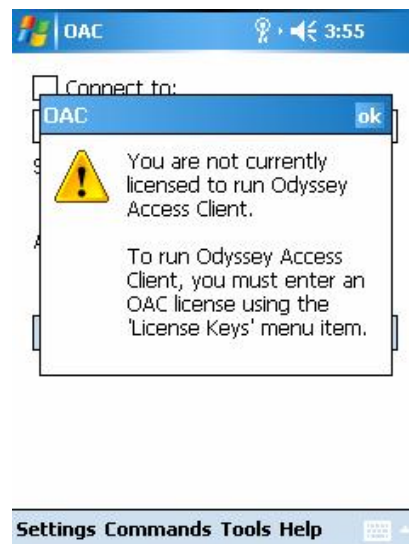 OAC 3:55
Connect to:
OAC ok
You are not currently
licensed to run Odyssey
Access Client.
To run Odyssey Access
Client, you must enter an
OAC license using the
'License Keys' menu item.
Settings Commands Tools Help